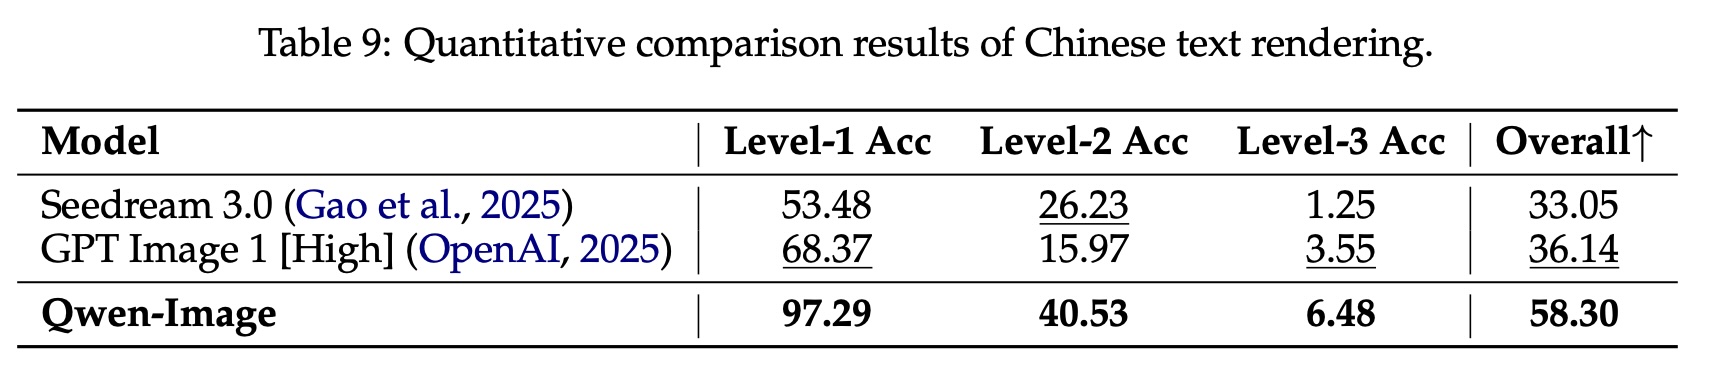 Table 9: Quantitative comparison results of Chinese text rendering.
Model Level-1 Acc Level-2 Acc Level-3 Acc Overall↑
Seedream 3.0 (Gao et al., 2025) 53.48 26.23 1.25 33.05
GPT Image 1 [High] (OpenAI, 2025) 68.37 15.97 3.55 36.14
Qwen-Image 97.29 40.53 6.48 58.30